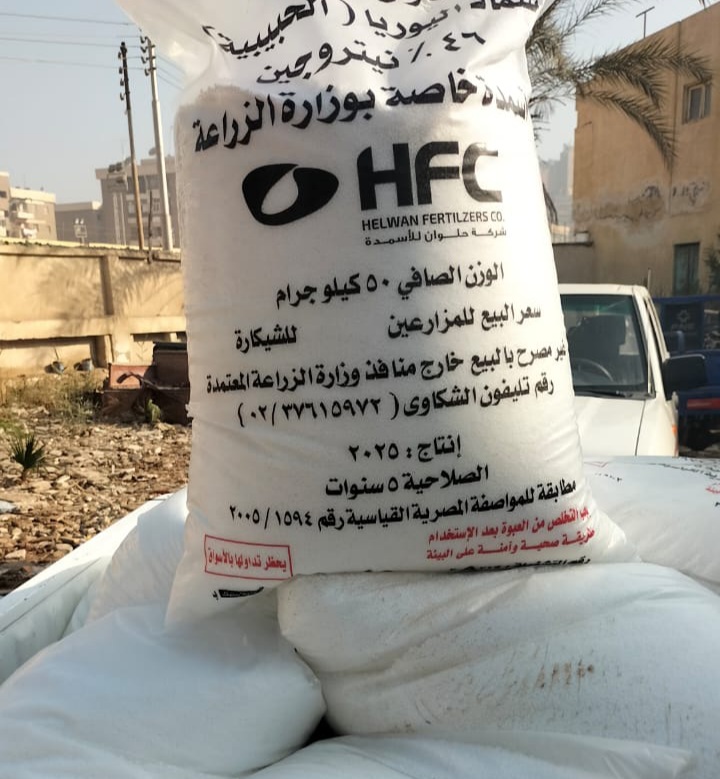 سماد اليوريا (الحبيبية)
٤٦ ٪ نيتروجين
أسمدة خاصة بوزارة الزراعة
HFC
HELWAN FERTILZERS CO.
شركة حلوان للأسمدة
الوزن الصافي ٥٠ كيلو جرام
سعر البيع للمزارعين للشيكارة
غير مصرح بالبيع خارج منافذ وزارة الزراعة المعتمدة
رقم تليفون الشكاوى (٠٢/٣٧٦١٥٩٧٢)
إنتاج : ٢٠٢٥
الصلاحية ٥ سنوات
مطابقة للمواصفة المصرية القياسية رقم ١٥٩٤ / ٢٠٠٥
يجب التخلص من العبوة بعد الإستخدام
بطريقة صحية وآمنة على البيئة
يحظر تداولها بالأسواق